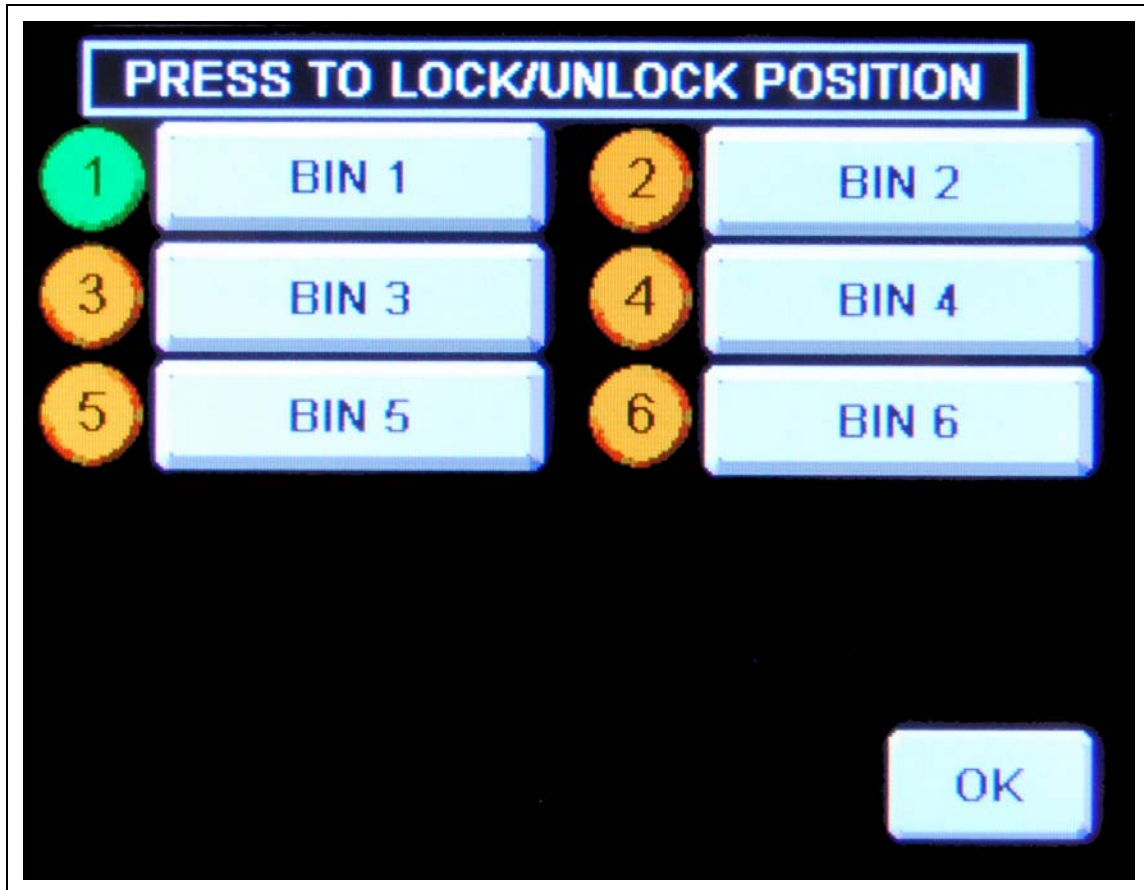 PRESS TO LOCK/UNLOCK POSITION
1 BIN 1 2 BIN 2
3 BIN 3 4 BIN 4
5 BIN 5 6 BIN 6
OK